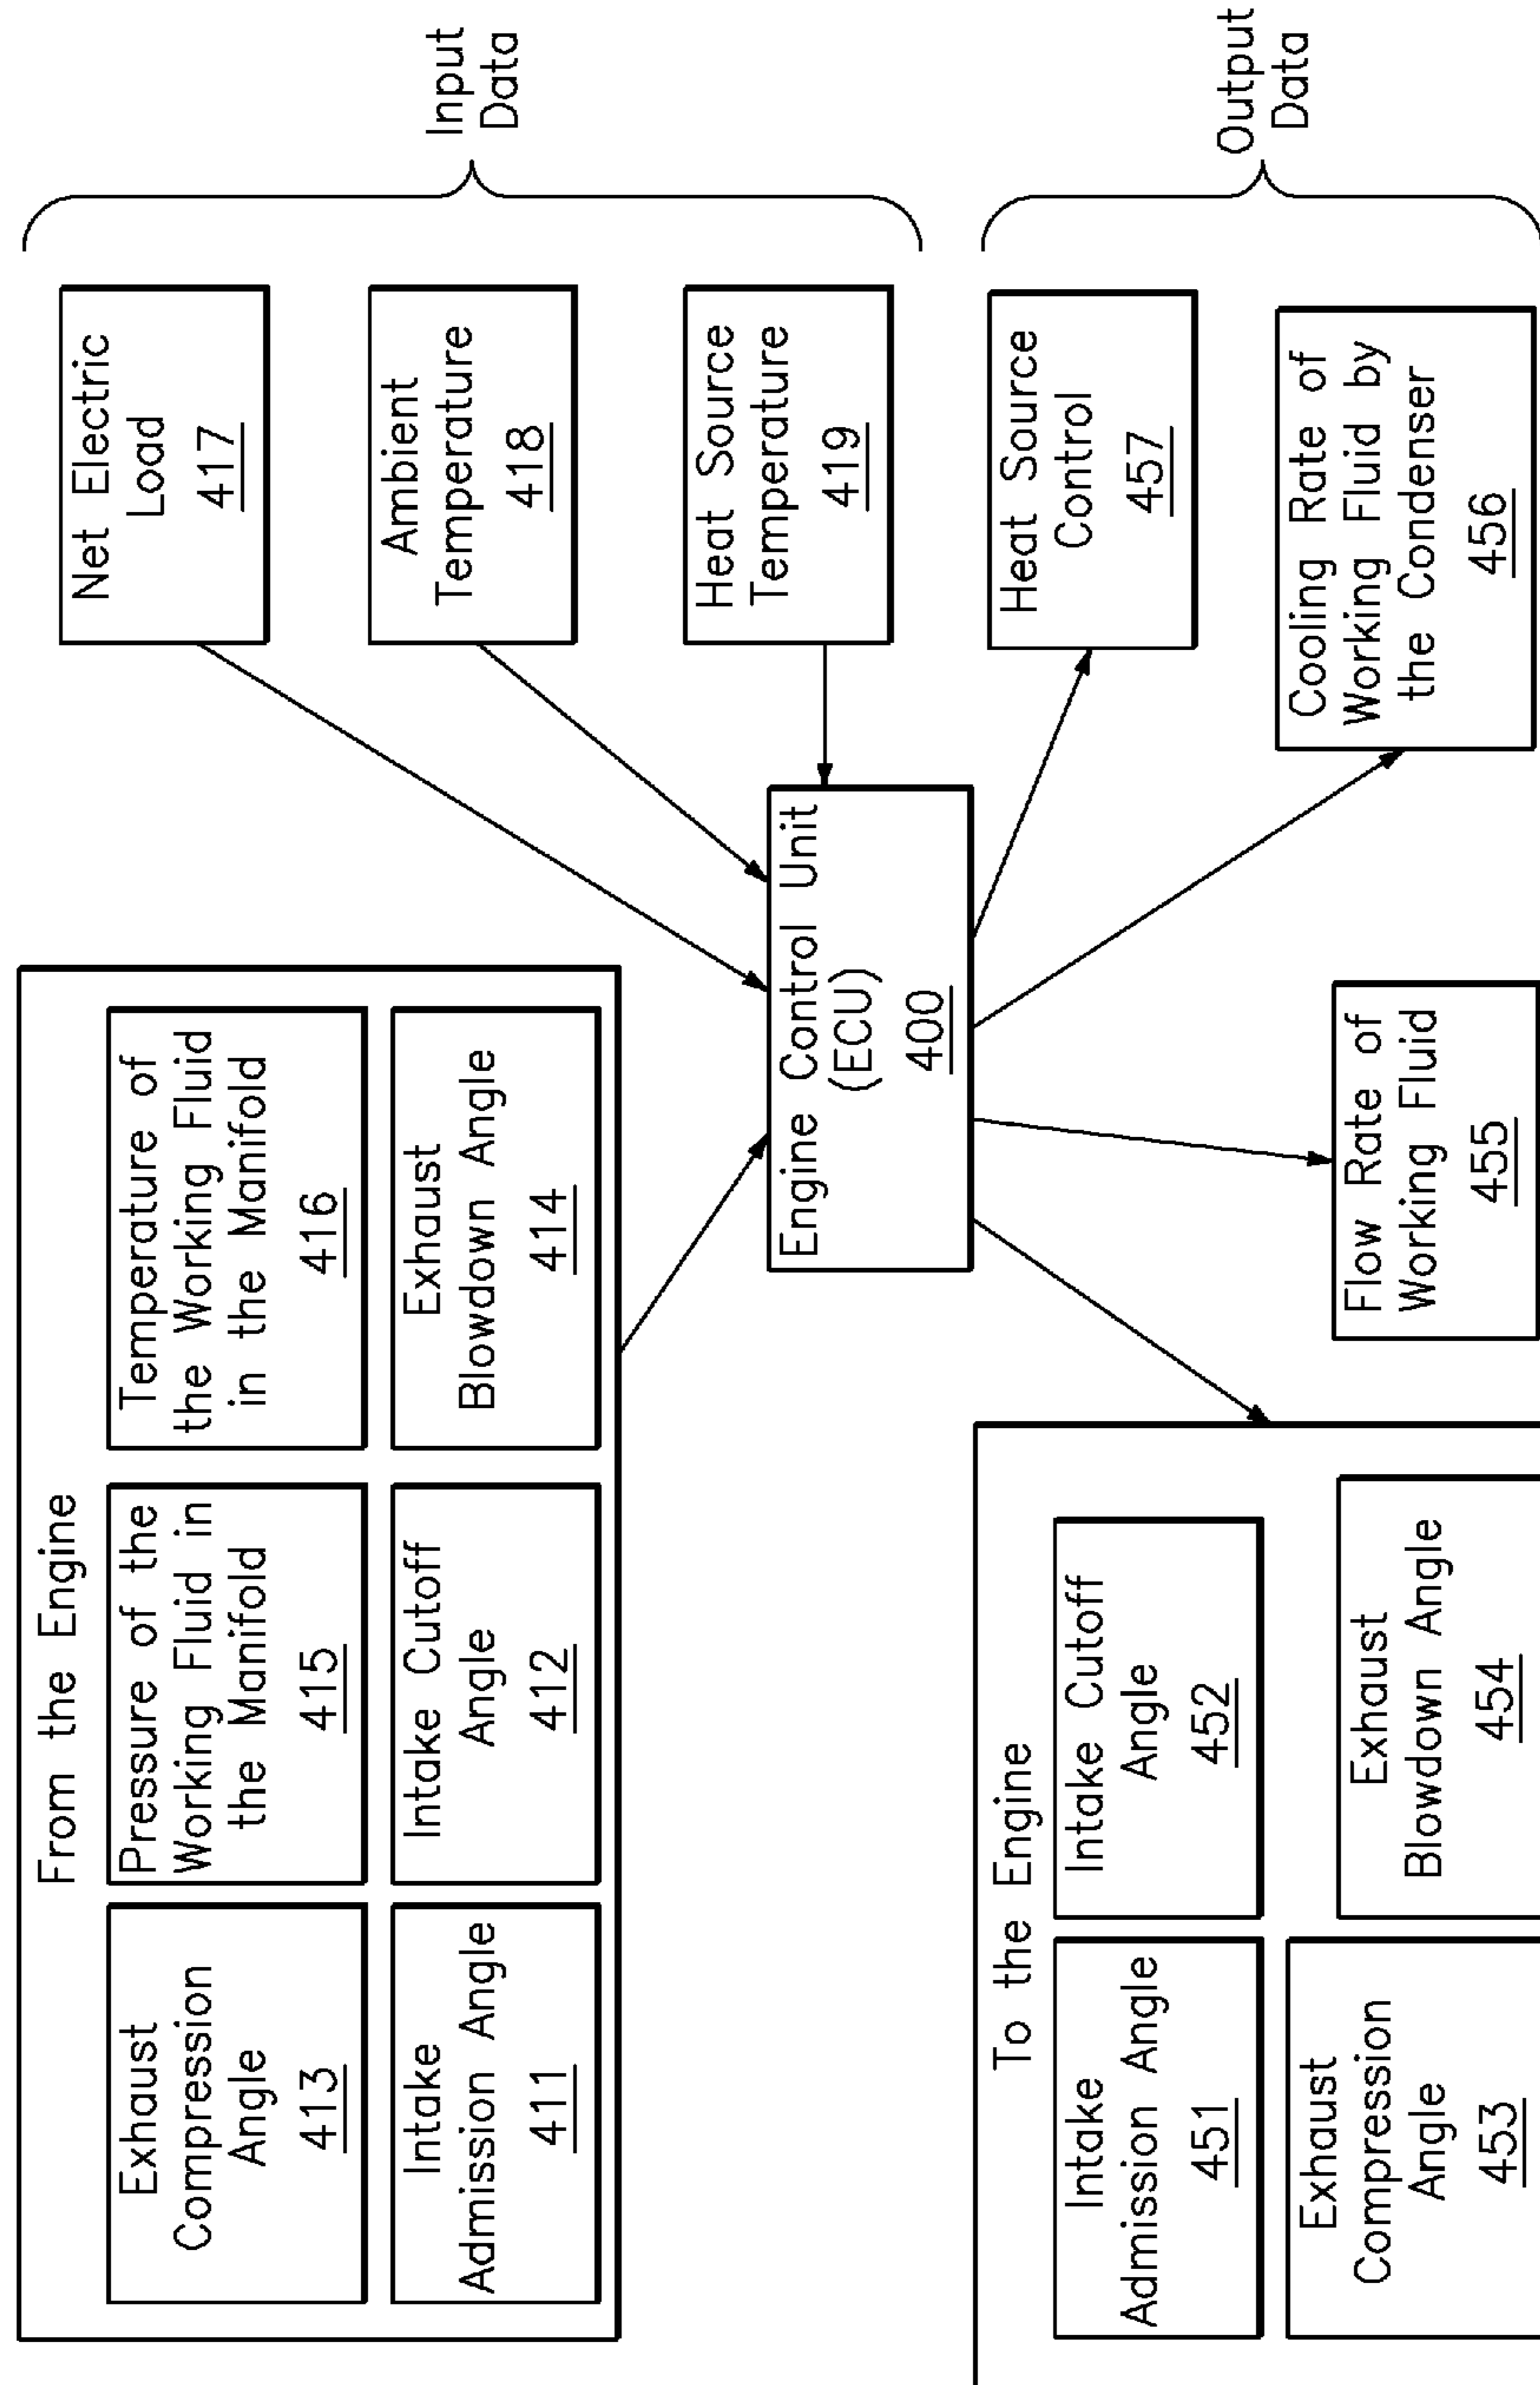 From the Engine
Exhaust
Compression
Angle
413
Pressure of the
Working Fluid in
the Manifold
415
Temperature of
the Working Fluid
in the Manifold
416
Intake
Admission Angle
411
Intake Cutoff
Angle
412
Exhaust
Blowdown Angle
414
Net Electric
Load
417
Ambient
Temperature
418
Heat Source
Temperature
419
Input
Data
Engine Control Unit
(ECU)
400
To the Engine
Intake
Admission Angle
451
Intake Cutoff
Angle
452
Exhaust
Compression
Angle
453
Exhaust
Blowdown Angle
454
Flow Rate of
Working Fluid
455
Heat Source
Control
457
Cooling Rate of
Working Fluid by
the Condenser
456
Output
Data